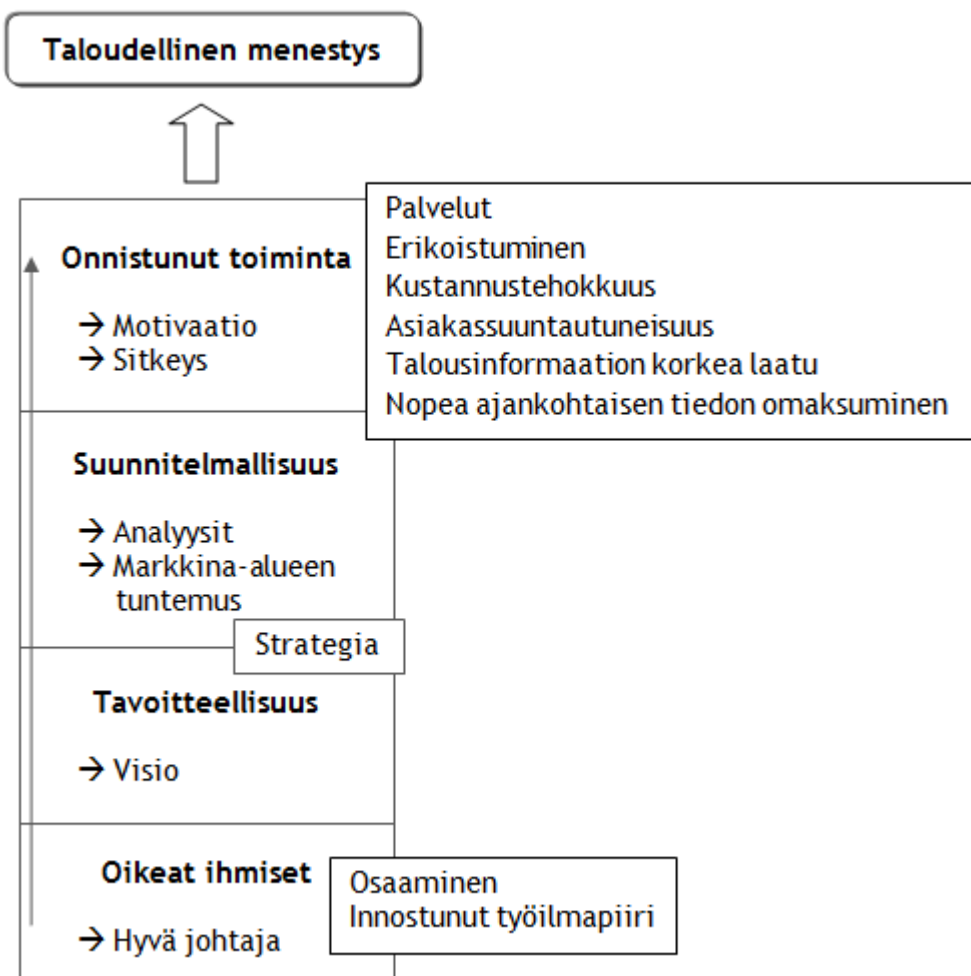 Taloudellinen menestys
Onnistunut toiminta
→ Motivaatio
→ Sitkeys
Palvelut
Erikoistuminen
Kustannustehokkuus
Asiakassuuntautuneisuus
Talousinformaation korkea laatu
Nopea ajankohtaisen tiedon omaksuminen
Suunnitelmallisuus
→ Analyysit
→ Markkina-alueen
tuntemus
Strategia
Tavoitteellisuus
→ Visio
Oikeat ihmiset
→ Hyvä johtaja
Osaaminen
Innostunut työilmapiiri